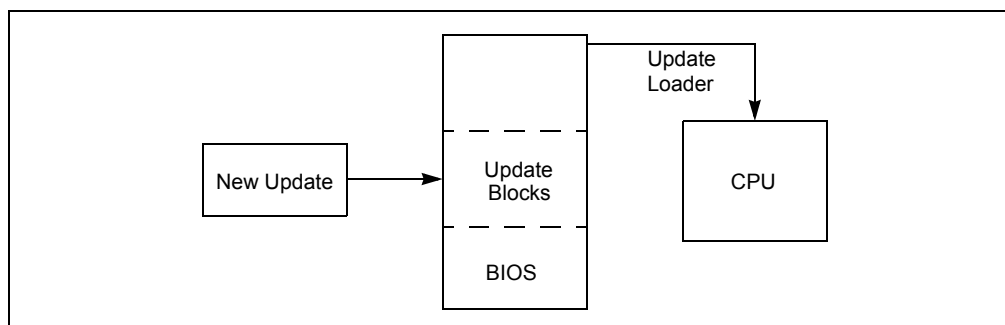 Update
Loader
New Update
Update
Blocks
CPU
BIOS